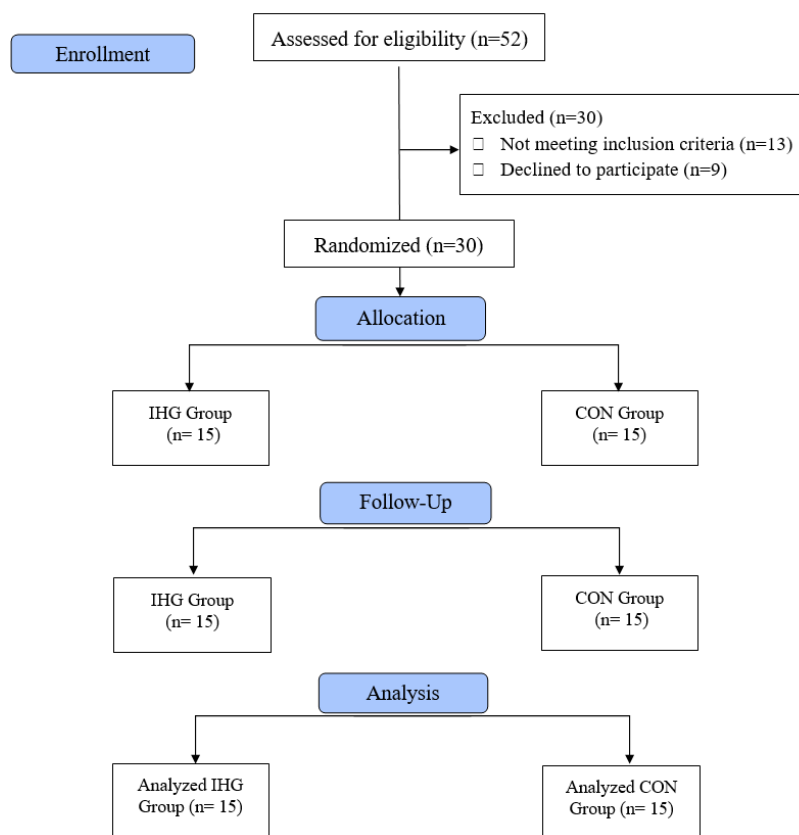 Enrollment
Assessed for eligibility (n=52)
Excluded (n=30)
☐ Not meeting inclusion criteria (n=13)
☐ Declined to participate (n=9)
Randomized (n=30)
Allocation
IHG Group
(n= 15)
CON Group
(n= 15)
Follow-Up
IHG Group
(n= 15)
CON Group
(n= 15)
Analysis
Analyzed IHG
Group (n= 15)
Analyzed CON
Group (n= 15)